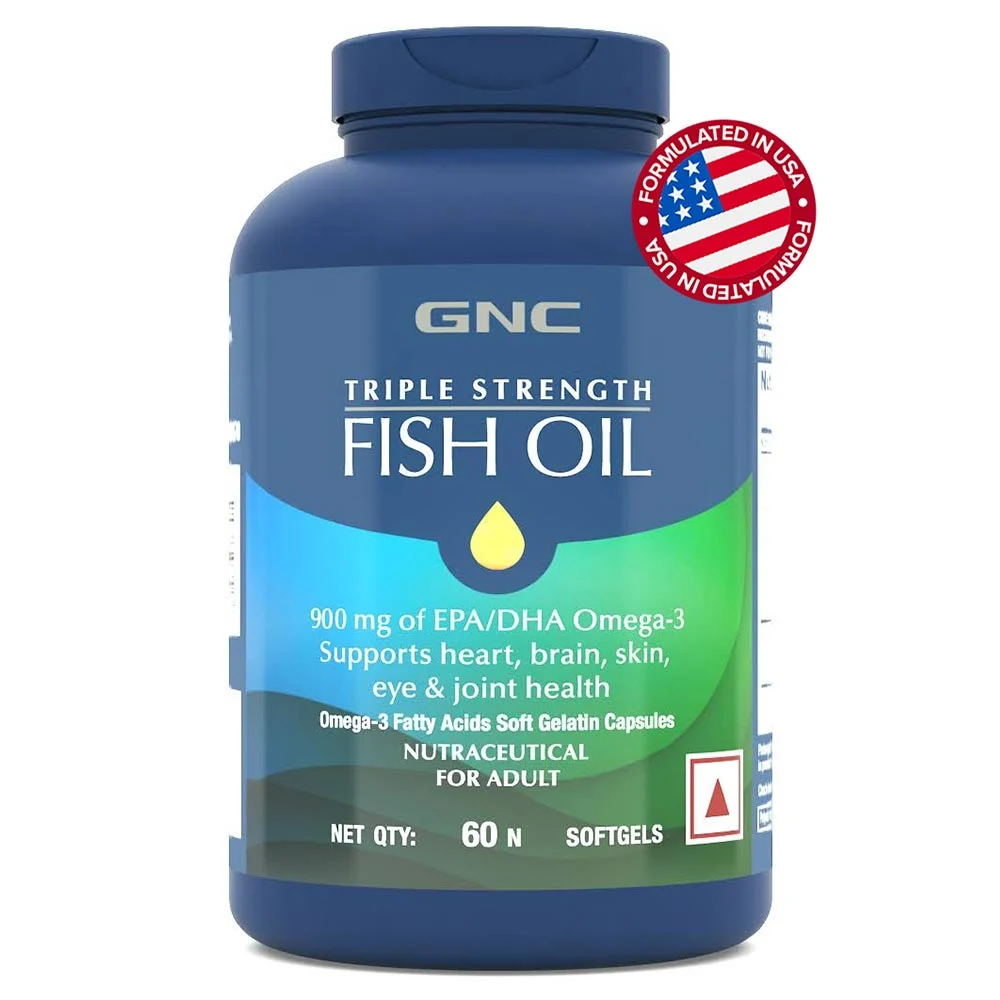 FORMULATED IN USA • FORMULATED IN USA •
GNC
TRIPLE STRENGTH
FISH OIL
900 mg of EPA/DHA Omega-3
Supports heart, brain, skin,
eye & joint health
Omega-3 Fatty Acids Soft Gelatin Capsules
NUTRACEUTICAL
FOR ADULT
NET QTY: 60 N SOFTGELS